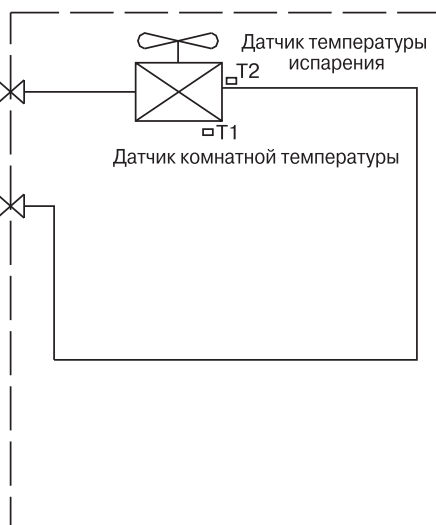 Датчик температуры
испарения
T2
T1
Датчик комнатной температуры